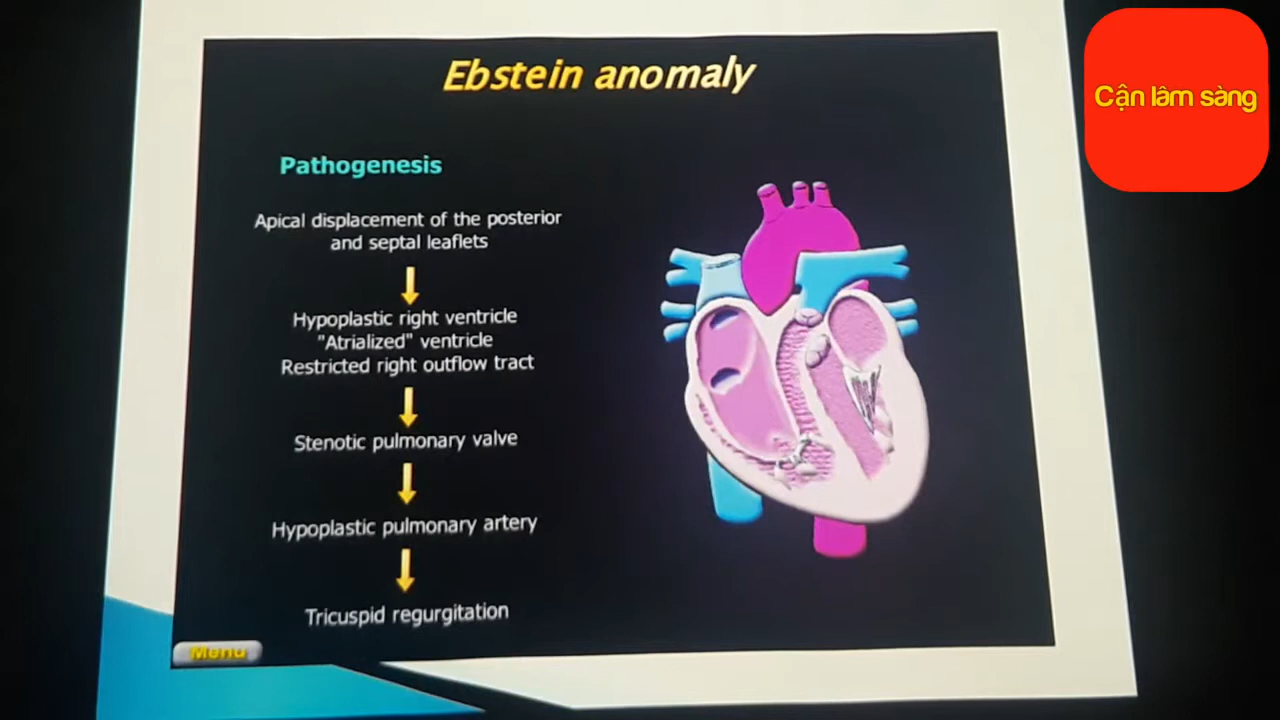 Ebstein anomaly
Cận lâm sàng
Pathogenesis
Apical displacement of the posterior
and septal leaflets
Hypoplastic right ventricle
"Atrialized" ventricle
Restricted right outflow tract
Stenotic pulmonary valve
Hypoplastic pulmonary artery
Tricuspid regurgitation
Menu